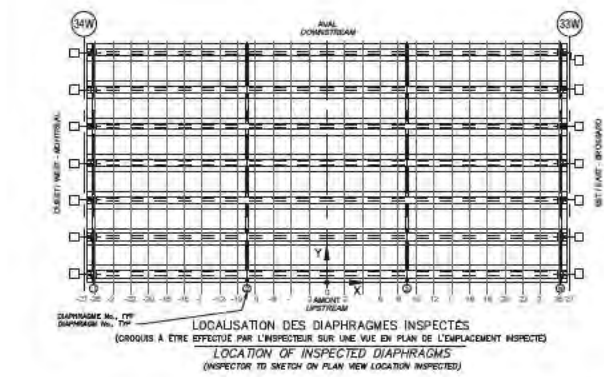 34W
33W
AVAL
DOWNSTREAM
OUEST / WEST - MONTRÉAL
EST / EAST - BROSSARD
Y
X
AMONT
UPSTREAM
DIAPHRAGME No., TYP
DIAPHRAGM No., TYP
LOCALISATION DES DIAPHRAGMES INSPECTÉS
(CROQUIS À ÊTRE EFFECTUÉ PAR L'INSPECTEUR SUR UNE VUE EN PLAN DE L'EMPLACEMENT INSPECTÉ)
LOCATION OF INSPECTED DIAPHRAGMS
(INSPECTOR TO SKETCH ON PLAN VIEW LOCATION INSPECTED)